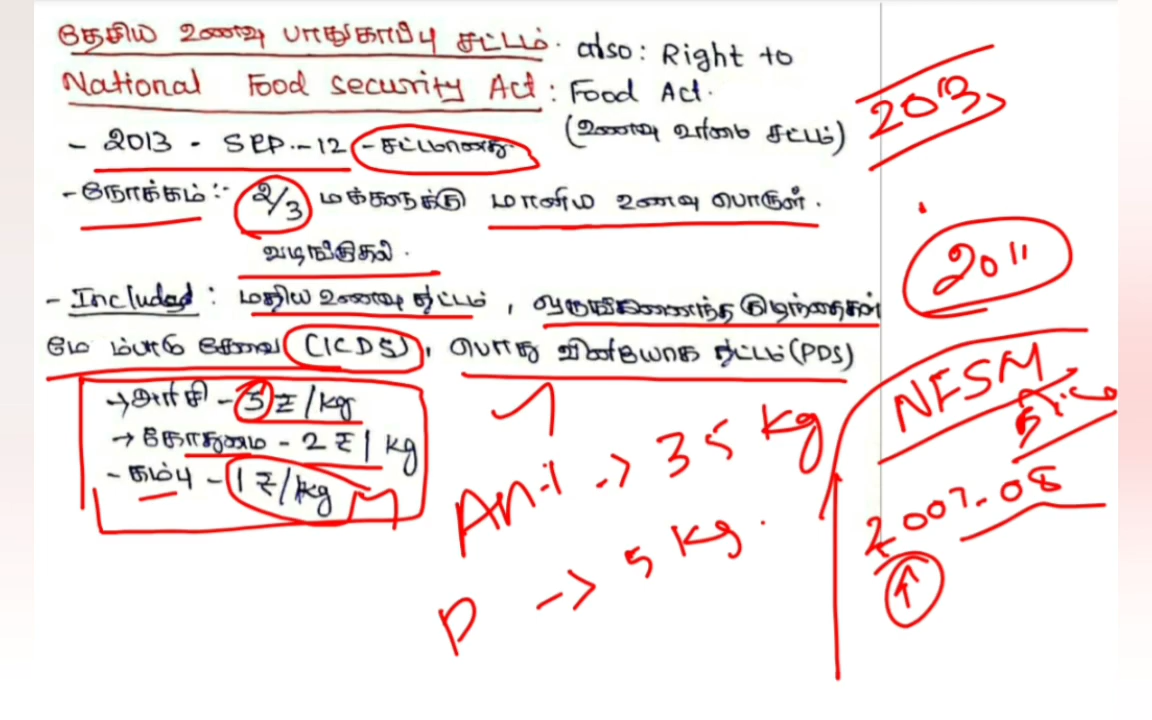 தேசிய உணவு பாதுகாப்பு சட்டம். also: Right to
National Food security Act: Food Act.
(உணவு உரிமை சட்டம்)
- 2013 - SEP.-12 - சட்டமானது.
- நோக்கம்:- 2/3 மக்களுக்கு மானிய உணவு பொருள்.
வழங்குதல்.
- Included: மதிய உணவு திட்டம், ஒருங்கிணைந்த குழந்தைகள்
மேம்பாடு சேவை (ICDS), பொது விநியோக திட்டம் (PDS)
→ அரிசி - 3 ₹/kg
→ கோதுமை - 2 ₹/kg
- கம்பு - 1 ₹/kg
An-i -> 35 kg
P -> 5 kg.
2013
2011
NFSM
2007-08